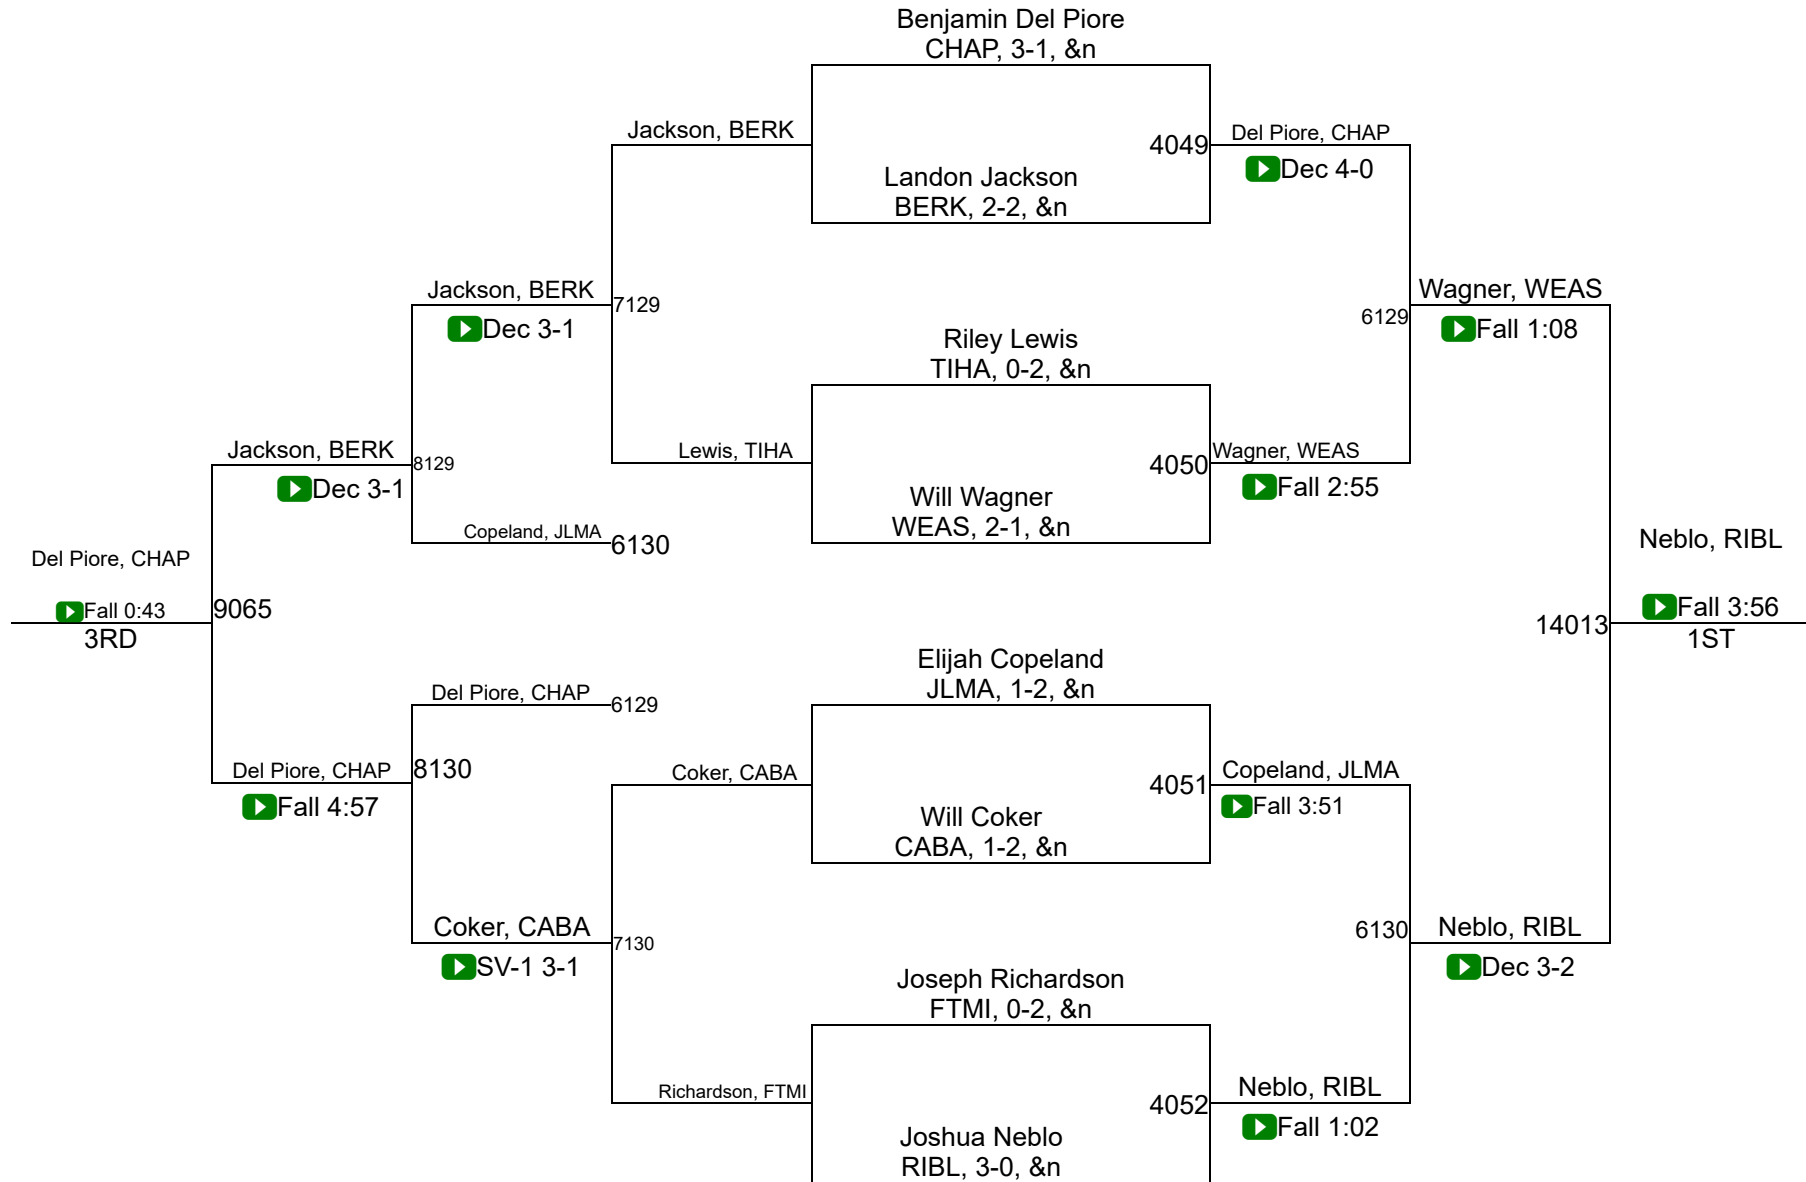 Benjamin Del Piore
CHAP, 3-1, &n
Jackson, BERK
4049
Del Piore, CHAP
Dec 4-0
Landon Jackson
BERK, 2-2, &n
Jackson, BERK
7129
Dec 3-1
Wagner, WEAS
6129
Fall 1:08
Riley Lewis
TIHA, 0-2, &n
Jackson, BERK
8129
Dec 3-1
Lewis, TIHA
4050
Wagner, WEAS
Fall 2:55
Will Wagner
WEAS, 2-1, &n
Copeland, JLMA
6130
Del Piore, CHAP
Fall 0:43
3RD
9065
Neblo, RIBL
Fall 3:56
14013
1ST
Elijah Copeland
JLMA, 1-2, &n
Del Piore, CHAP
6129
Del Piore, CHAP
8130
Fall 4:57
Coker, CABA
4051
Copeland, JLMA
Fall 3:51
Will Coker
CABA, 1-2, &n
Coker, CABA
7130
SV-1 3-1
6130
Neblo, RIBL
Dec 3-2
Joseph Richardson
FTMI, 0-2, &n
Richardson, FTMI
4052
Neblo, RIBL
Fall 1:02
Joshua Neblo
RIBL, 3-0, &n